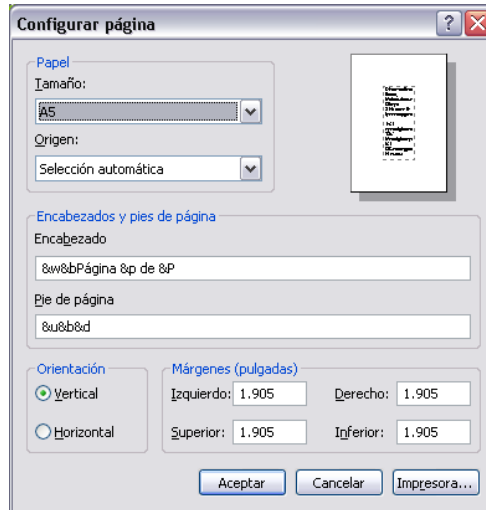 Configurar página
Papel
Tamaño:
A5
Origen:
Selección automática
Encabezados y pies de página
Encabezado
&w&bPágina &p de &P
Pie de página
&u&b&d
Orientación
Vertical
Horizontal
Márgenes (pulgadas)
Izquierdo: 1.905 Derecho: 1.905
Superior: 1.905 Inferior: 1.905
Aceptar Cancelar Impresora...